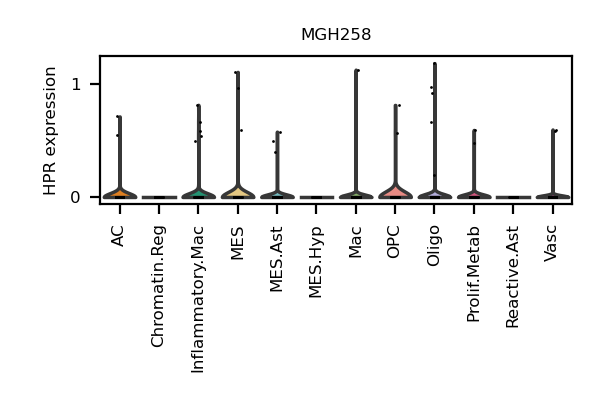 MGH258
HPR expression
1
0
AC
Chromatin.Reg
Inflammatory.Mac
MES
MES.Ast
MES.Hyp
Mac
OPC
Oligo
Prolif.Metab
Reactive.Ast
Vasc